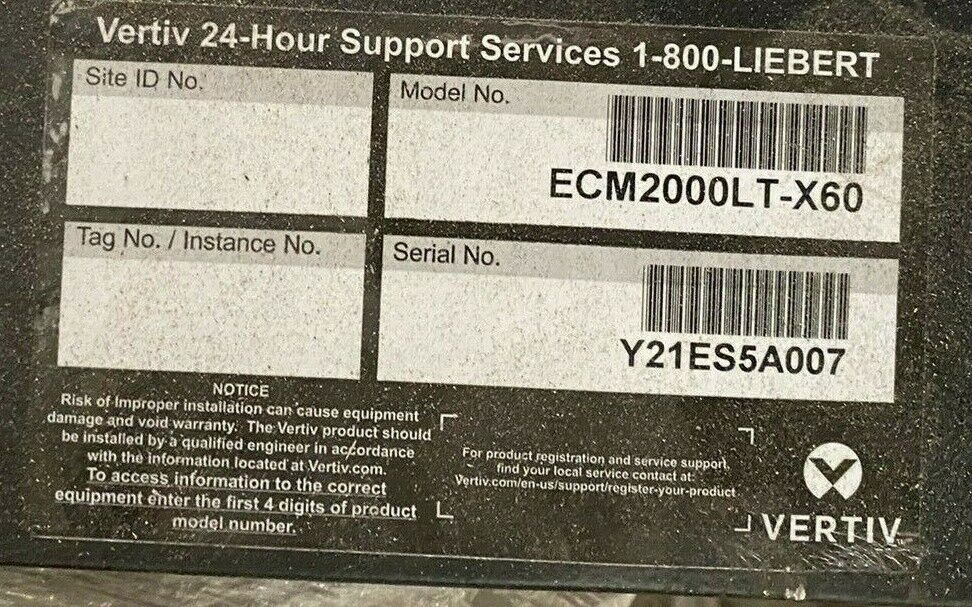 Vertiv 24-Hour Support Services 1-800-LIEBERT
Site ID No.
Model No.
ECM2000LT-X60
Tag No. / Instance No.
Serial No.
Y21ES5A007
NOTICE
Risk of Improper installation can cause equipment
damage and void warranty. The Vertiv product should
be installed by a qualified engineer in accordance
with the information located at Vertiv.com.
To access information to the correct
equipment enter the first 4 digits of product
model number.
For product registration and service support,
find your local service contact at:
Vertiv.com/en-us/support/register-your-product
VERTIV